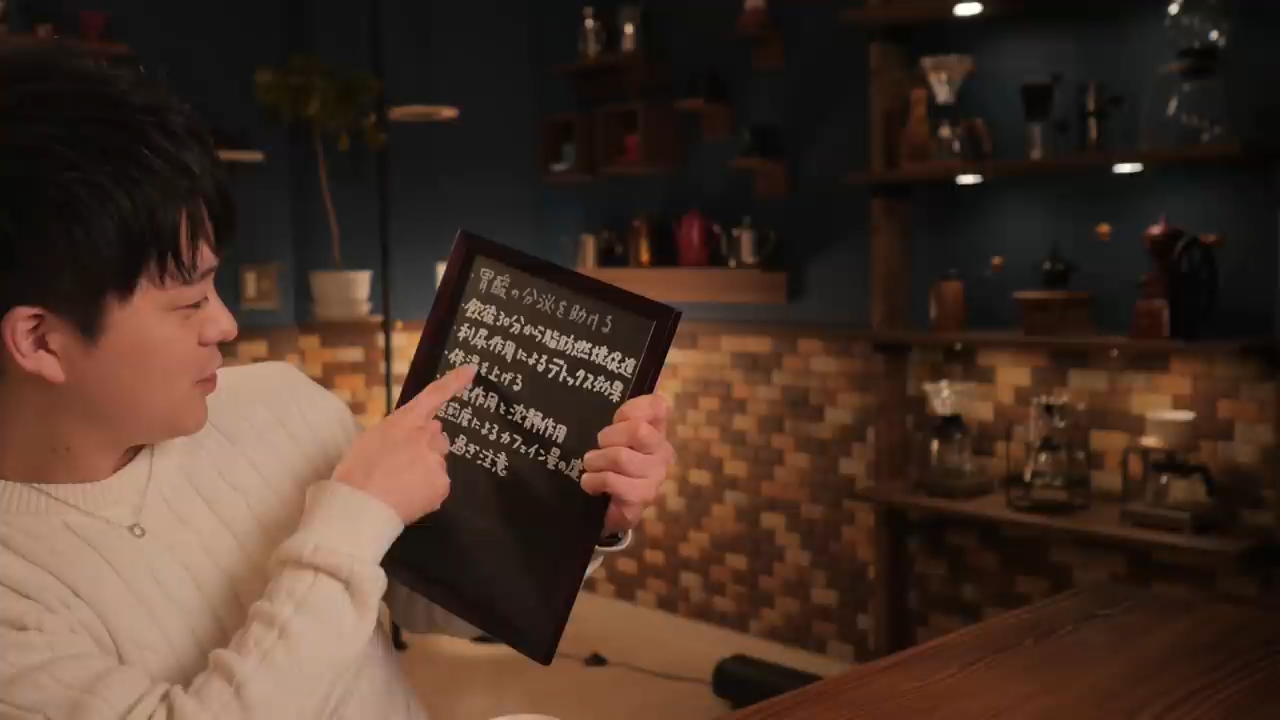 ・胃酸の分泌を助ける
・飲後30分から脂肪燃焼促進
・利尿作用によるデトックス効果
・体温を上げる
作用と沈静作用
煎度によるカフェイン量の
過ぎ注意